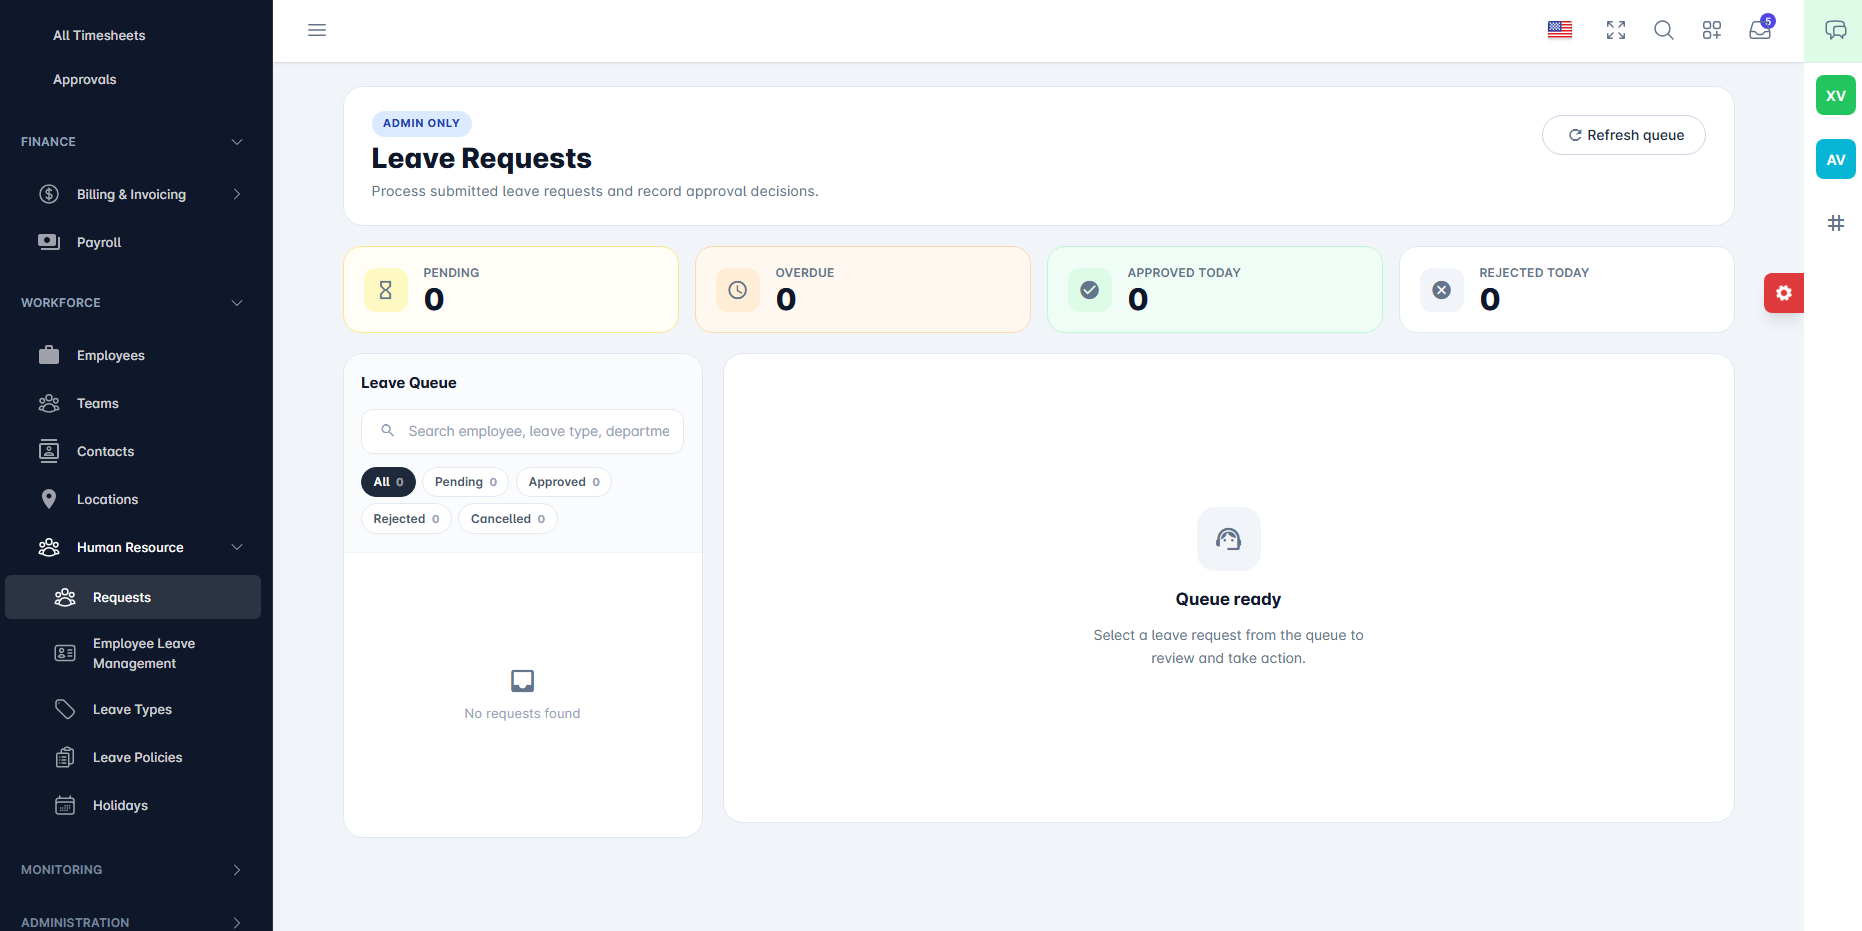 All Timesheets
Approvals
FINANCE
Billing & Invoicing
Payroll
WORKFORCE
Employees
Teams
Contacts
Locations
Human Resource
Requests
Employee Leave
Management
Leave Types
Leave Policies
Holidays
MONITORING
ADMINISTRATION
5
ADMIN ONLY
Leave Requests
Process submitted leave requests and record approval decisions.
Refresh queue
PENDING
0
OVERDUE
0
APPROVED TODAY
0
REJECTED TODAY
0
Leave Queue
Search employee, leave type, departme
All 0
Pending 0
Approved 0
Rejected 0
Cancelled 0
No requests found
Queue ready
Select a leave request from the queue to
review and take action.
XV
AV